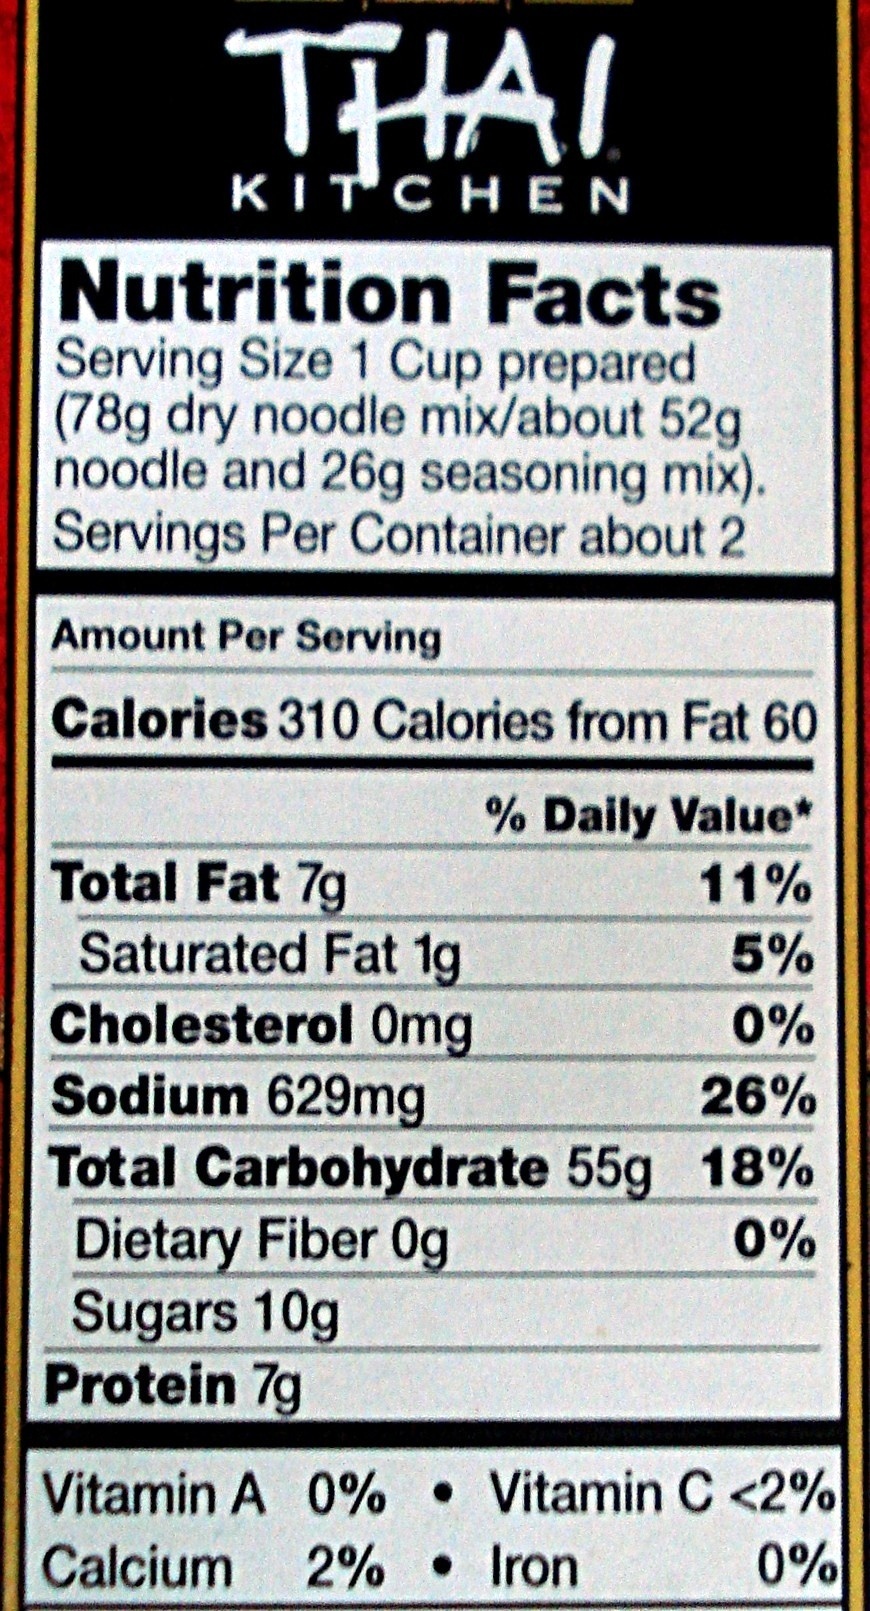 THAI
KITCHEN
Nutrition Facts
Serving Size 1 Cup prepared
(78g dry noodle mix/about 52g
noodle and 26g seasoning mix).
Servings Per Container about 2
Amount Per Serving
Calories 310 Calories from Fat 60
% Daily Value*
Total Fat 7g 11%
Saturated Fat 1g 5%
Cholesterol 0mg 0%
Sodium 629mg 26%
Total Carbohydrate 55g 18%
Dietary Fiber 0g 0%
Sugars 10g
Protein 7g
Vitamin A 0% • Vitamin C <2%
Calcium 2% • Iron 0%